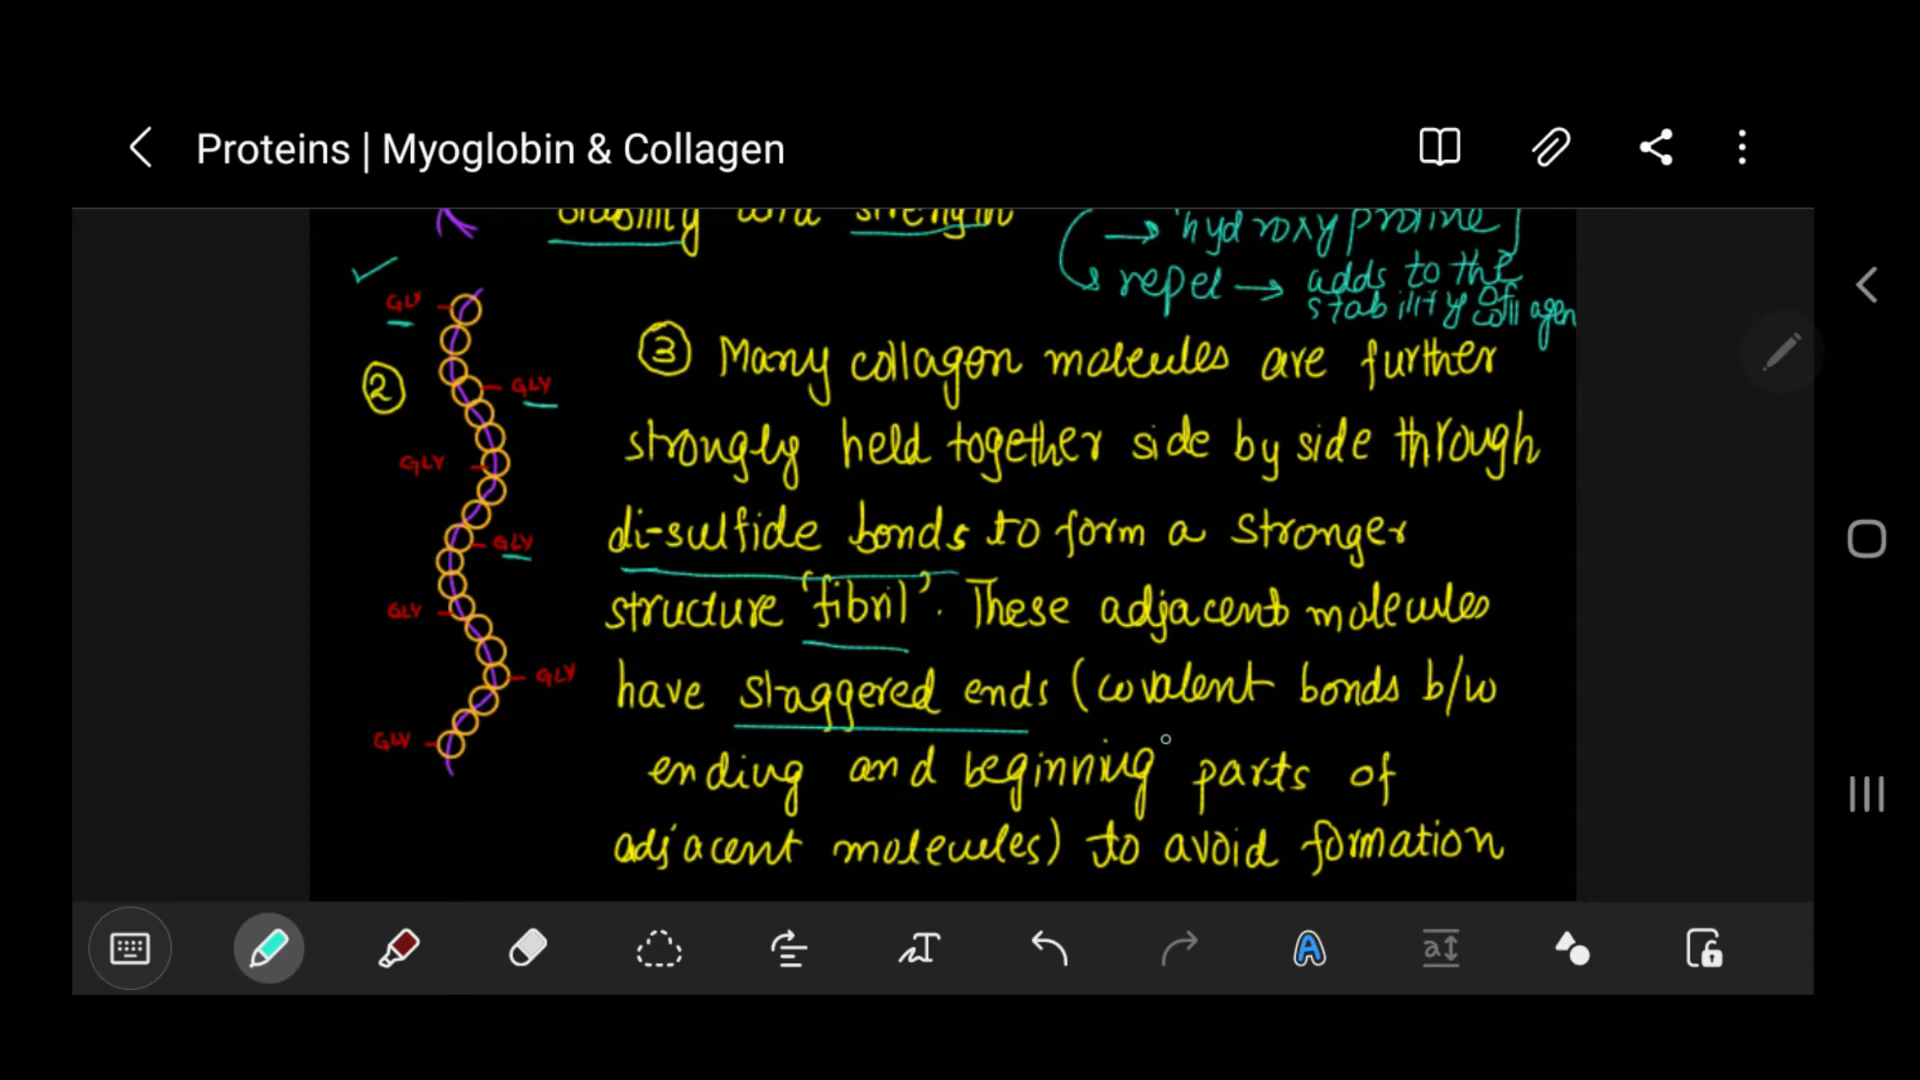 Proteins | Myoglobin & Collagen
stability and strength
→ hydroxyproline
repel → adds to the
stability of
collagen
GLY
②
GLY
GLY
GLY
GLY
GLY
GLY
③ Many collagen molecules are further
strongly held together side by side through
di-sulfide bonds to form a stronger
structure 'fibril'. These adjacent molecules
have staggered ends (covalent bonds b/w
ending and beginning parts of
adjacent molecules) to avoid formation